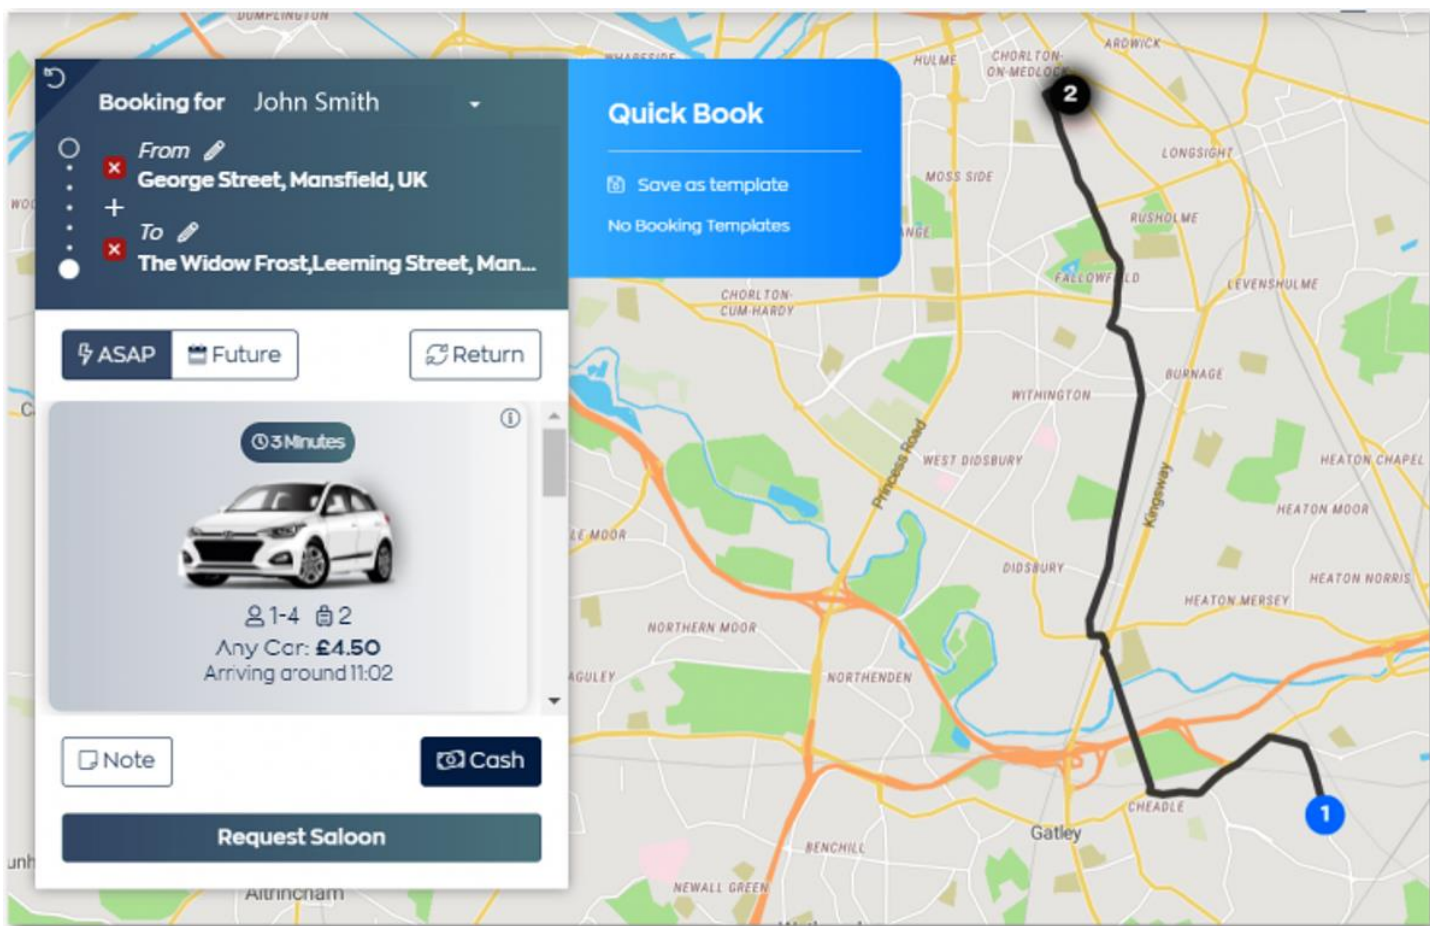 Booking for John Smith
From
George Street, Mansfield, UK
To
The Widow Frost,Leeming Street, Man...
ASAP
Future
Return
3 Minutes
1-4 2
Any Car: £4.50
Arriving around 11:02
Note
Cash
Request Saloon
Quick Book
Save as template
No Booking Templates
DUMPLINGTON
HULME
CHORLTON-
ON-MEDLOCK
ARDWICK
2
LONGSIGHT
MOSS SIDE
RUSHOLME
FALLOWFIELD
LEVENSHULME
CHORLTON-
CUM-HARDY
BURNAGE
WITHINGTON
Princess Road
WEST DIDSBURY
Kingsway
HEATON CHAPEL
HEATON MOOR
LE MOOR
DIDSBURY
HEATON NORRIS
HEATON MERSEY
NORTHERN MOOR
AGULEY
NORTHENDEN
CHEADLE
1
Gatley
BENCHILL
NEWALL GREEN
Altrincham